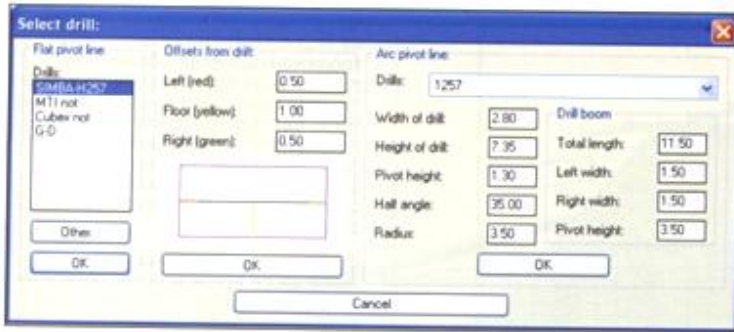 Select drill:
Flat pivot line:
Drills:
SIMBA-H257
MTI not
Cubex not
G-D
Other
OK
Offsets from drift:
Left (red): 0.50
Floor (yellow): 1.00
Right (green): 0.50
OK
Arc pivot line:
Drills: 1257
Width of drill: 2.80
Height of drill: 7.35
Pivot height: 1.30
Half angle: 35.00
Radius: 3.50
Drill boom
Total length: 11.50
Left width: 1.50
Right width: 1.50
Pivot height: 3.50
OK
Cancel